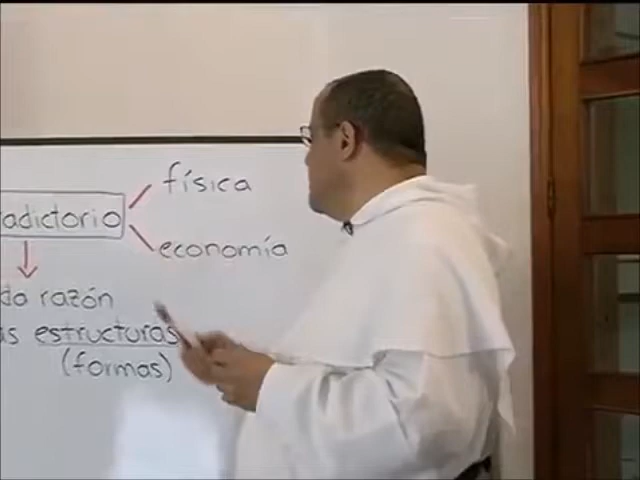 física
adictorio
economía
do razón
as estructuras
(formas)